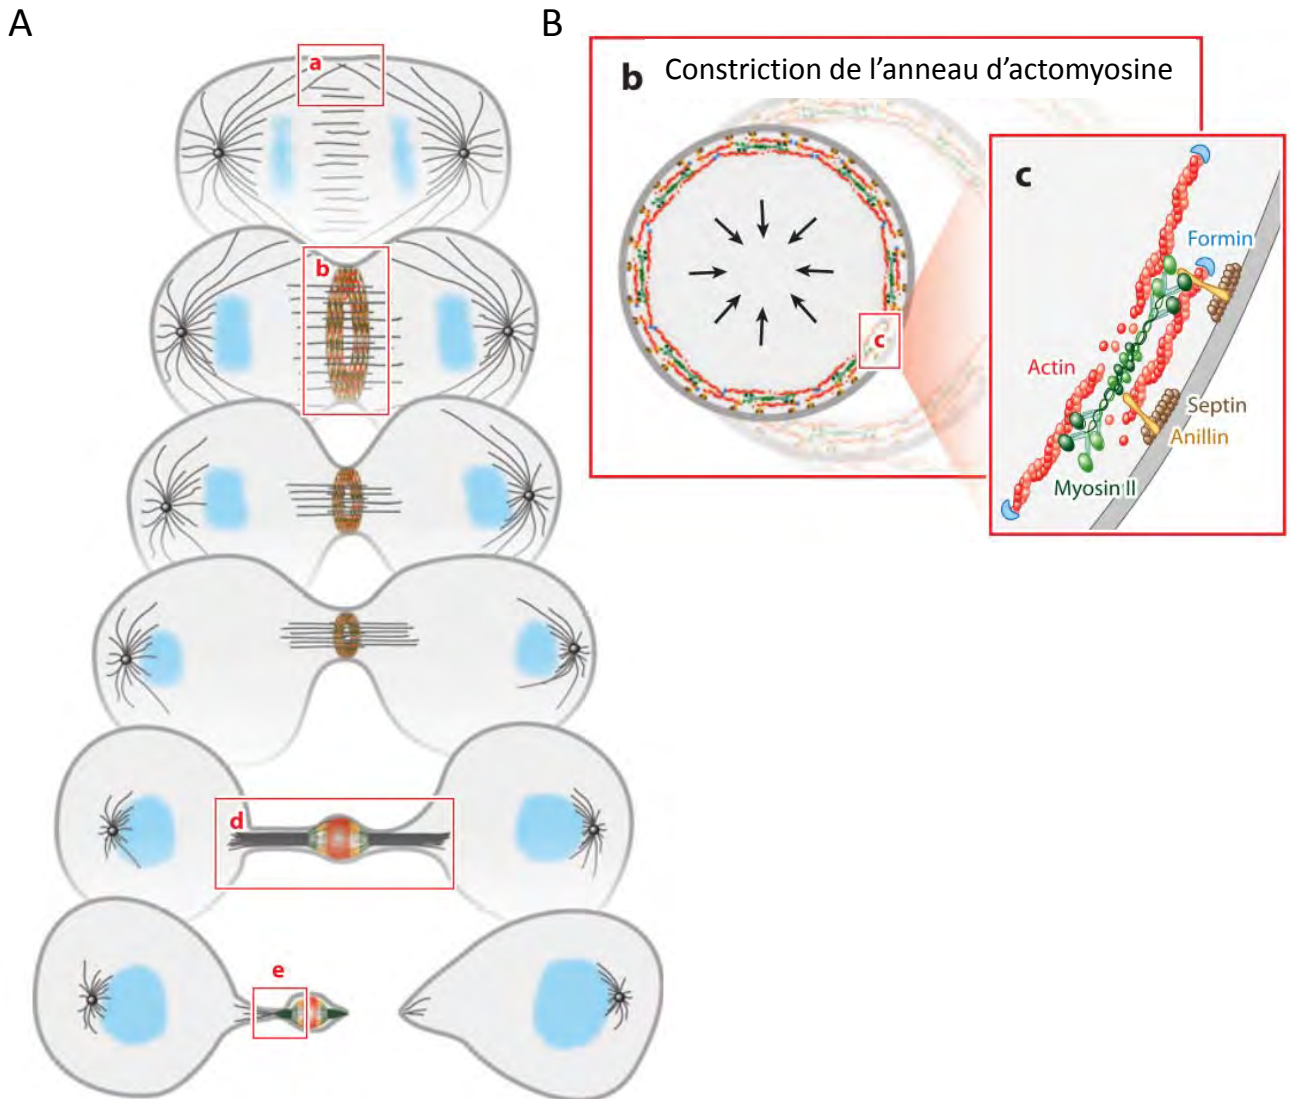 A
B
a
b
d
e
b Constriction de l’anneau d’actomyosine
c
c
Formin
Actin
Septin
Anillin
Myosin II